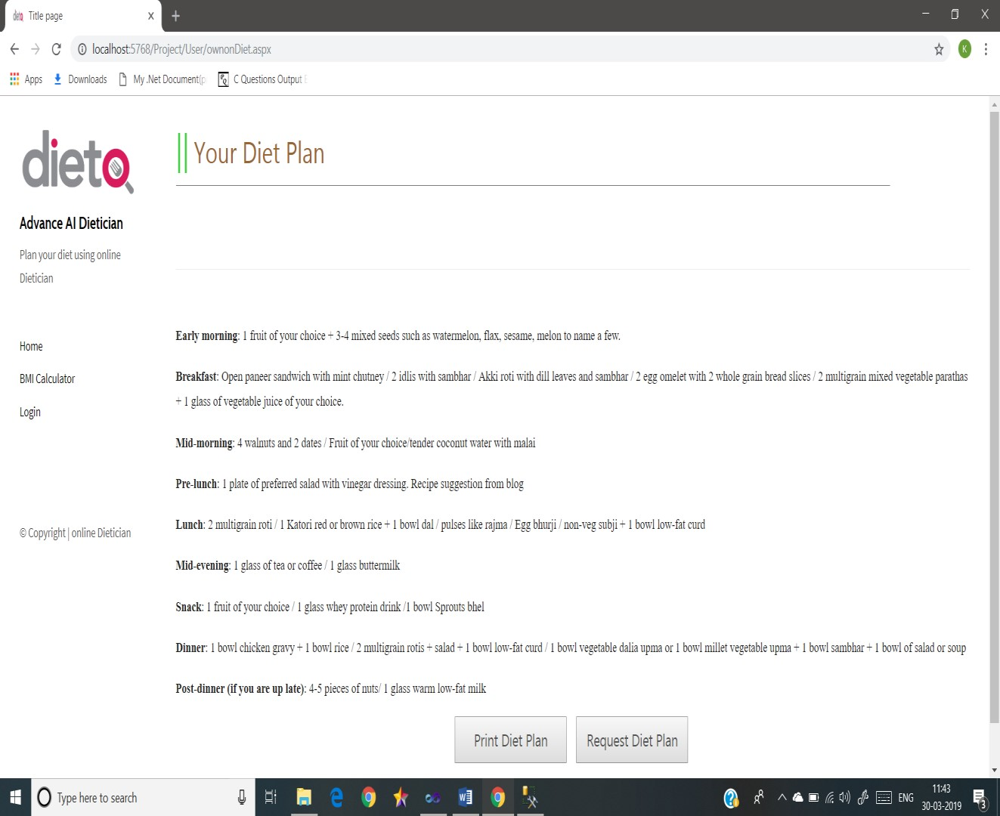 Title page
localhost:5768/Project/User/ownonDiet.aspx
K
Apps Downloads My .Net Document(p C Questions Output
dieto
Advance AI Dietician
Plan your diet using online
Dietician
Home
BMI Calculator
Login
© Copyright | online Dietician
Your Diet Plan
Early morning: 1 fruit of your choice + 3-4 mixed seeds such as watermelon, flax, sesame, melon to name a few.
Breakfast: Open paneer sandwich with mint chutney / 2 idlis with sambhar / Akki roti with dill leaves and sambhar / 2 egg omelet with 2 whole grain bread slices / 2 multigrain mixed vegetable parathas
+ 1 glass of vegetable juice of your choice.
Mid-morning: 4 walnuts and 2 dates / Fruit of your choice/tender coconut water with malai
Pre-lunch: 1 plate of preferred salad with vinegar dressing. Recipe suggestion from blog
Lunch: 2 multigrain roti / 1 Katori red or brown rice + 1 bowl dal / pulses like rajma / Egg bhurji / non-veg subji + 1 bowl low-fat curd
Mid-evening: 1 glass of tea or coffee / 1 glass buttermilk
Snack: 1 fruit of your choice / 1 glass whey protein drink /1 bowl Sprouts bhel
Dinner: 1 bowl chicken gravy + 1 bowl rice / 2 multigrain rotis + salad + 1 bowl low-fat curd / 1 bowl vegetable dalia upma or 1 bowl millet vegetable upma + 1 bowl sambhar + 1 bowl of salad or soup
Post-dinner (if you are up late): 4-5 pieces of nuts/ 1 glass warm low-fat milk
Print Diet Plan Request Diet Plan
Type here to search
ENG
11:43
30-03-2019
3